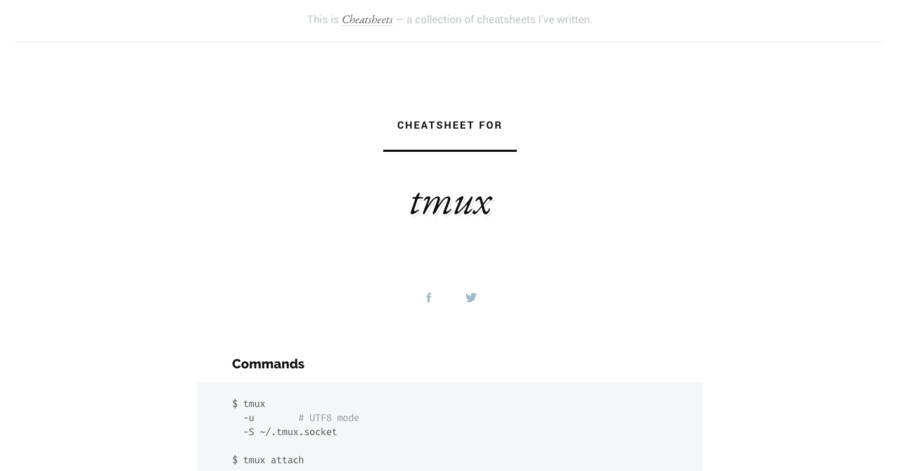 This is Cheatsheets — a collection of cheatsheets I've written.
CHEATSHEET FOR
tmux
Commands
$ tmux
  -u        # UTF8 mode
  -S ~/.tmux.socket
$ tmux attach